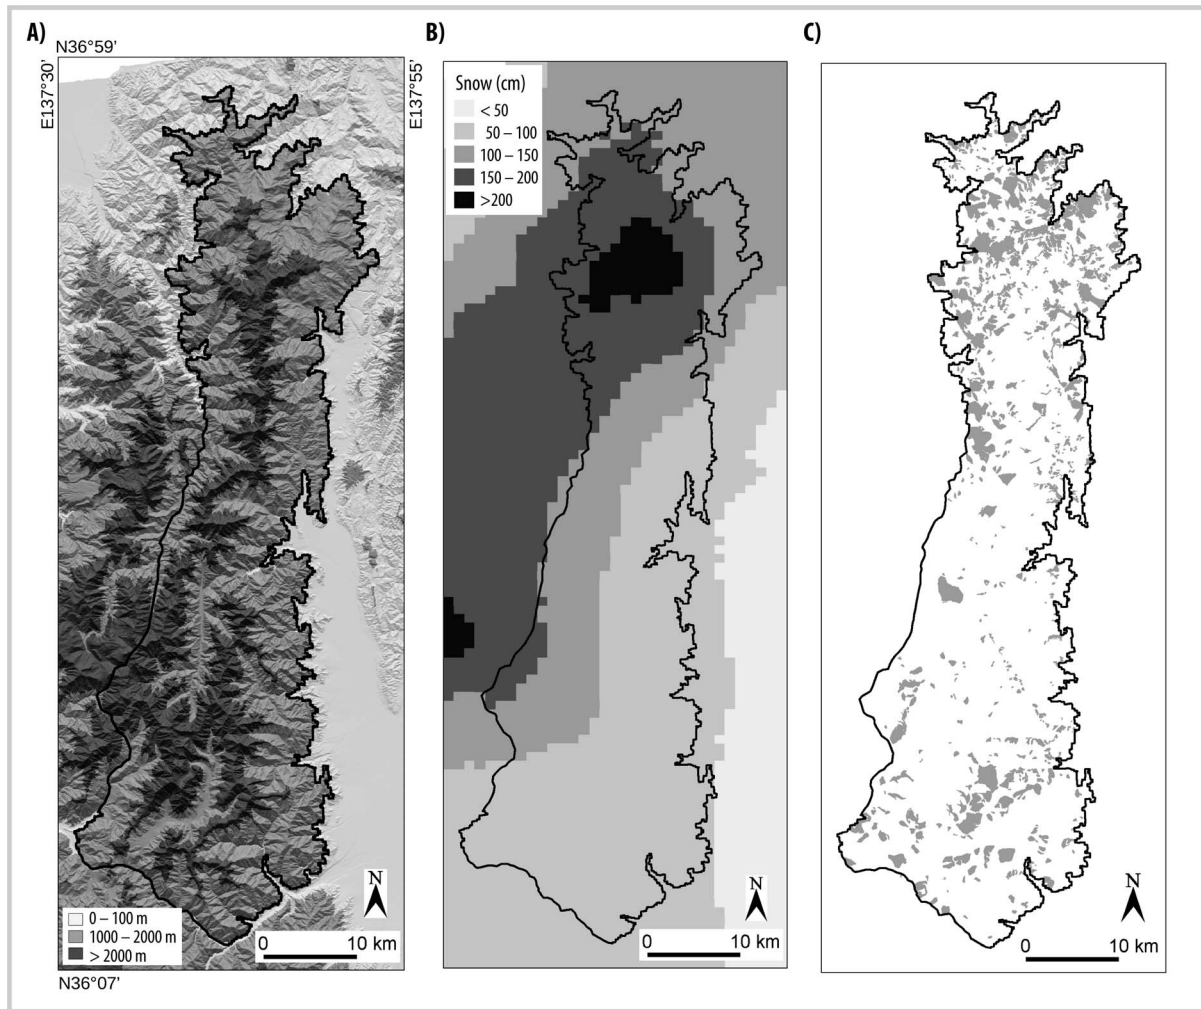 A)
N36°59'
E137°30'
E137°55'
0 – 100 m
1000 – 2000 m
> 2000 m
N
0 10 km
N36°07'
B)
Snow (cm)
< 50
50 – 100
100 – 150
150 – 200
>200
N
0 10 km
C)
N
0 10 km